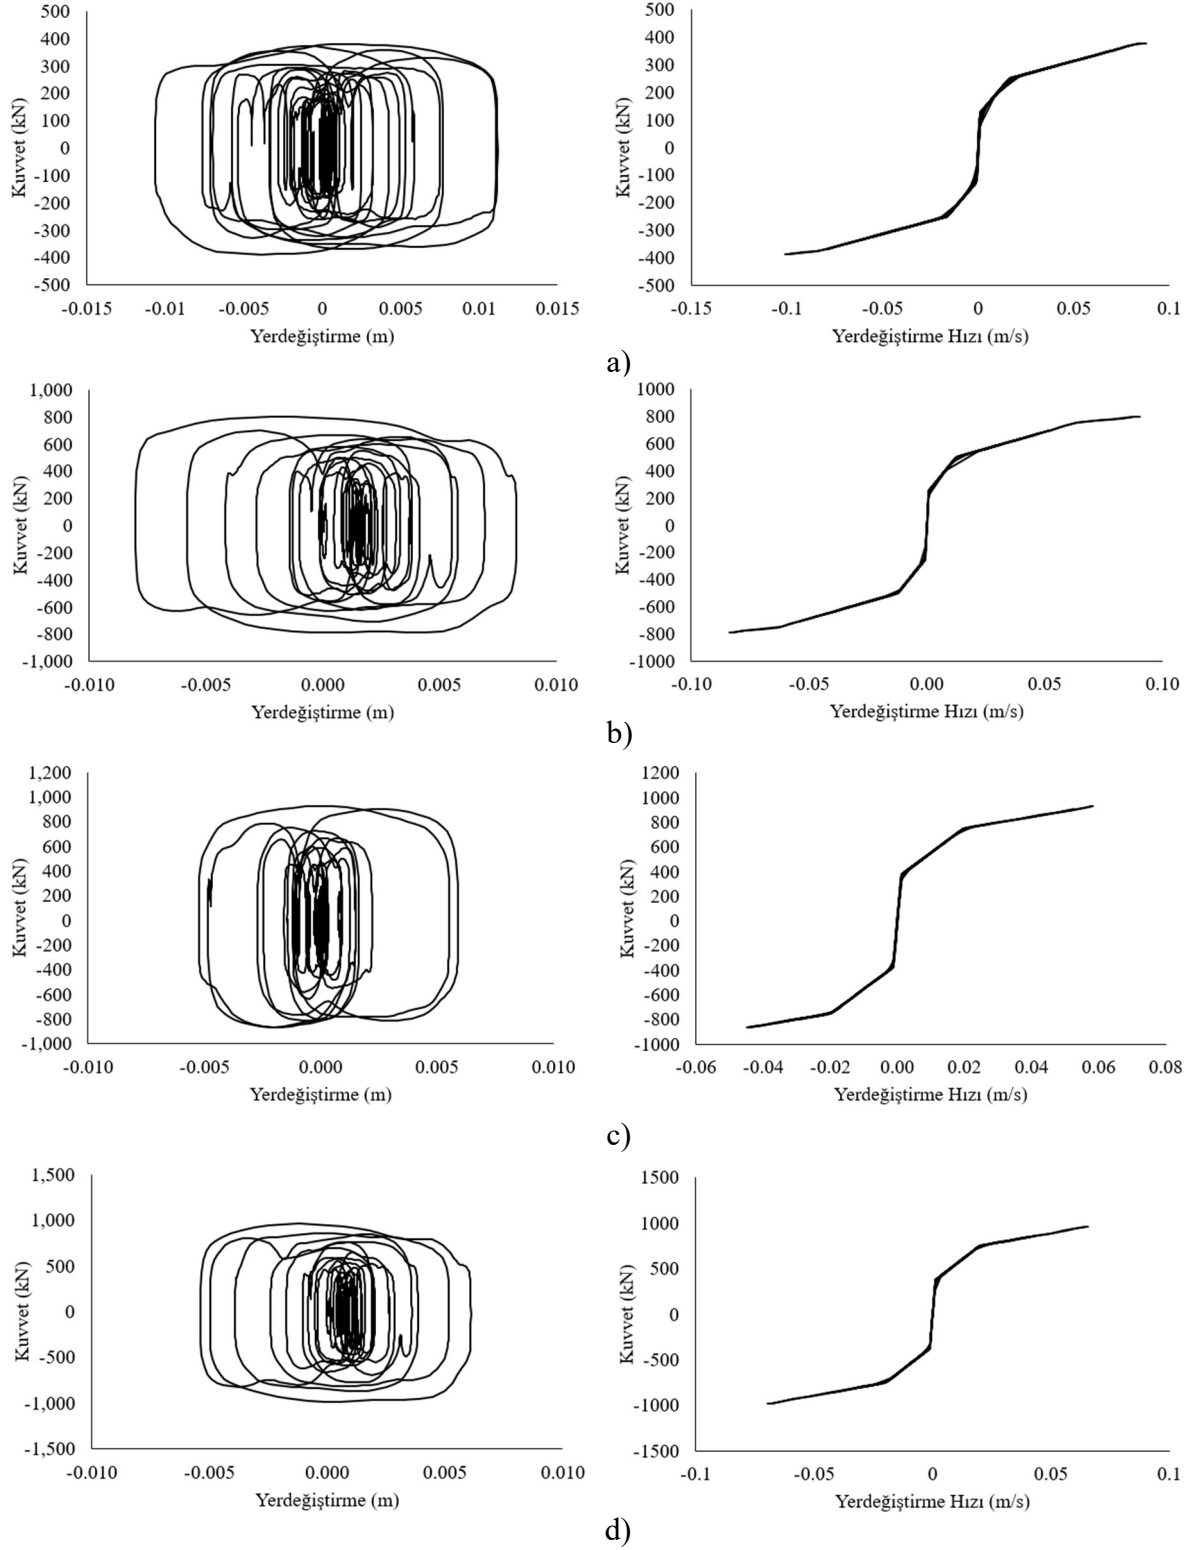 500
400
300
200
100
0
-100
-200
-300
-400
-500
Kuvvet (kN)
-0.015 -0.01 -0.005 0 0.005 0.01 0.015
Yerdeğiştirme (m)
500
400
300
200
100
0
-100
-200
-300
-400
-500
Kuvvet (kN)
-0.15 -0.1 -0.05 0 0.05 0.1
Yerdeğiştirme Hızı (m/s)
a)
1,000
800
600
400
200
0
-200
-400
-600
-800
-1,000
Kuvvet (kN)
-0.010 -0.005 0.000 0.005 0.010
Yerdeğiştirme (m)
1000
800
600
400
200
0
-200
-400
-600
-800
-1000
Kuvvet (kN)
-0.10 -0.05 0.00 0.05 0.10
Yerdeğiştirme Hızı (m/s)
b)
1,200
1,000
800
600
400
200
0
-200
-400
-600
-800
-1,000
Kuvvet (kN)
-0.010 -0.005 0.000 0.005 0.010
Yerdeğiştirme (m)
1200
1000
800
600
400
200
0
-200
-400
-600
-800
-1000
Kuvvet (kN)
-0.06 -0.04 -0.02 0.00 0.02 0.04 0.06 0.08
Yerdeğiştirme Hızı (m/s)
c)
1,500
1,000
500
0
-500
-1,000
-1,500
Kuvvet (kN)
-0.010 -0.005 0.000 0.005 0.010
Yerdeğiştirme (m)
1500
1000
500
0
-500
-1000
-1500
Kuvvet (kN)
-0.1 -0.05 0 0.05 0.1
Yerdeğiştirme Hızı (m/s)
d)